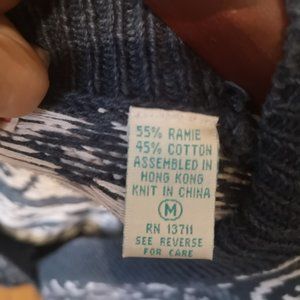 55% RAMIE
45% COTTON
ASSEMBLED IN
HONG KONG
KNIT IN CHINA
M
RN 13711
SEE REVERSE
FOR CARE